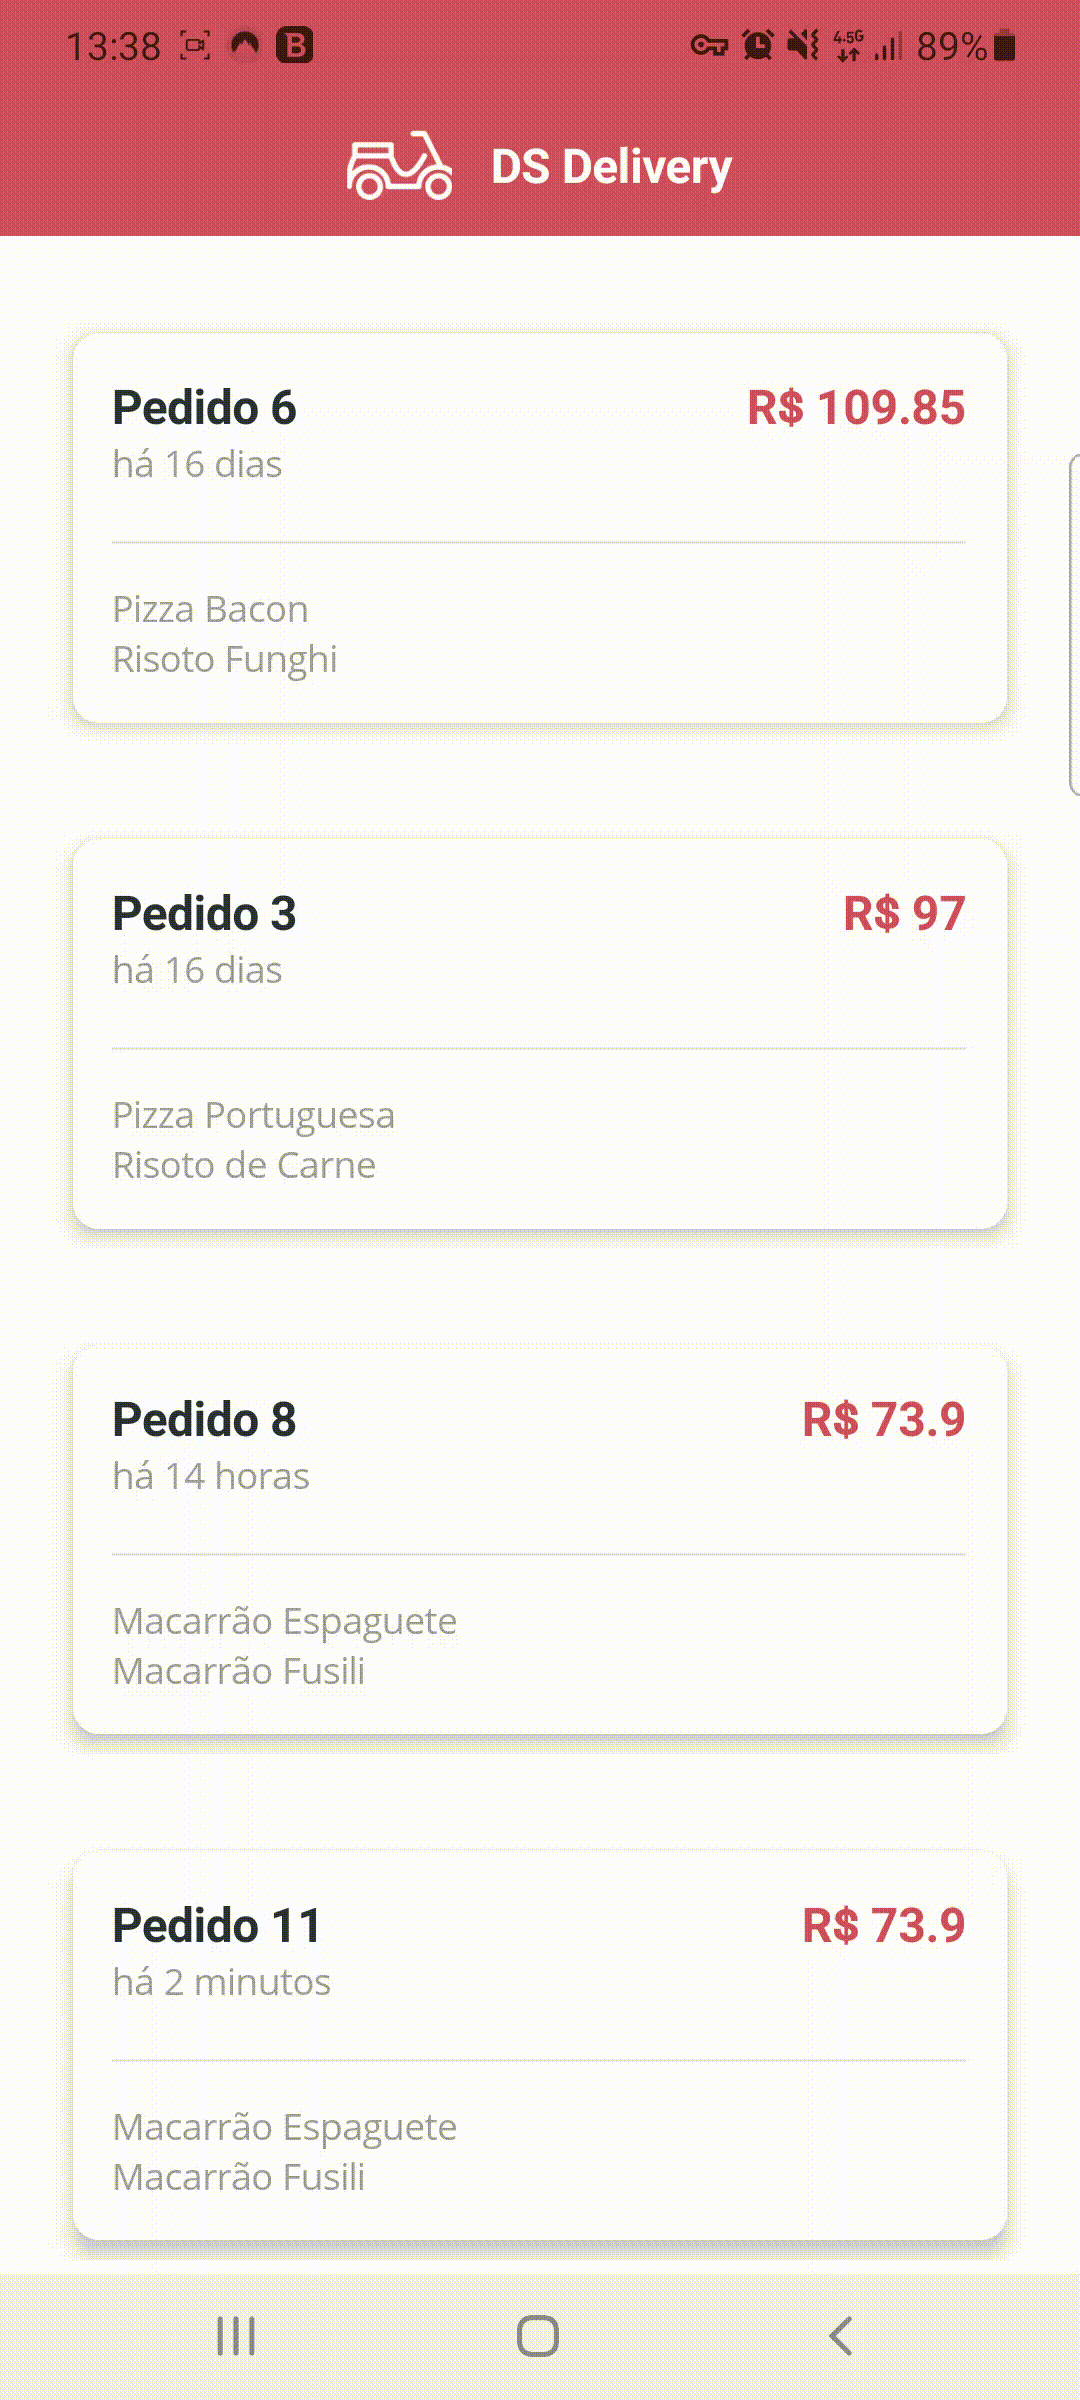 13:38 B 4.5G 89%
DS Delivery
Pedido 6 R$ 109.85
há 16 dias
Pizza Bacon
Risoto Funghi
Pedido 3 R$ 97
há 16 dias
Pizza Portuguesa
Risoto de Carne
Pedido 8 R$ 73.9
há 14 horas
Macarrão Espaguete
Macarrão Fusili
Pedido 11 R$ 73.9
há 2 minutos
Macarrão Espaguete
Macarrão Fusili